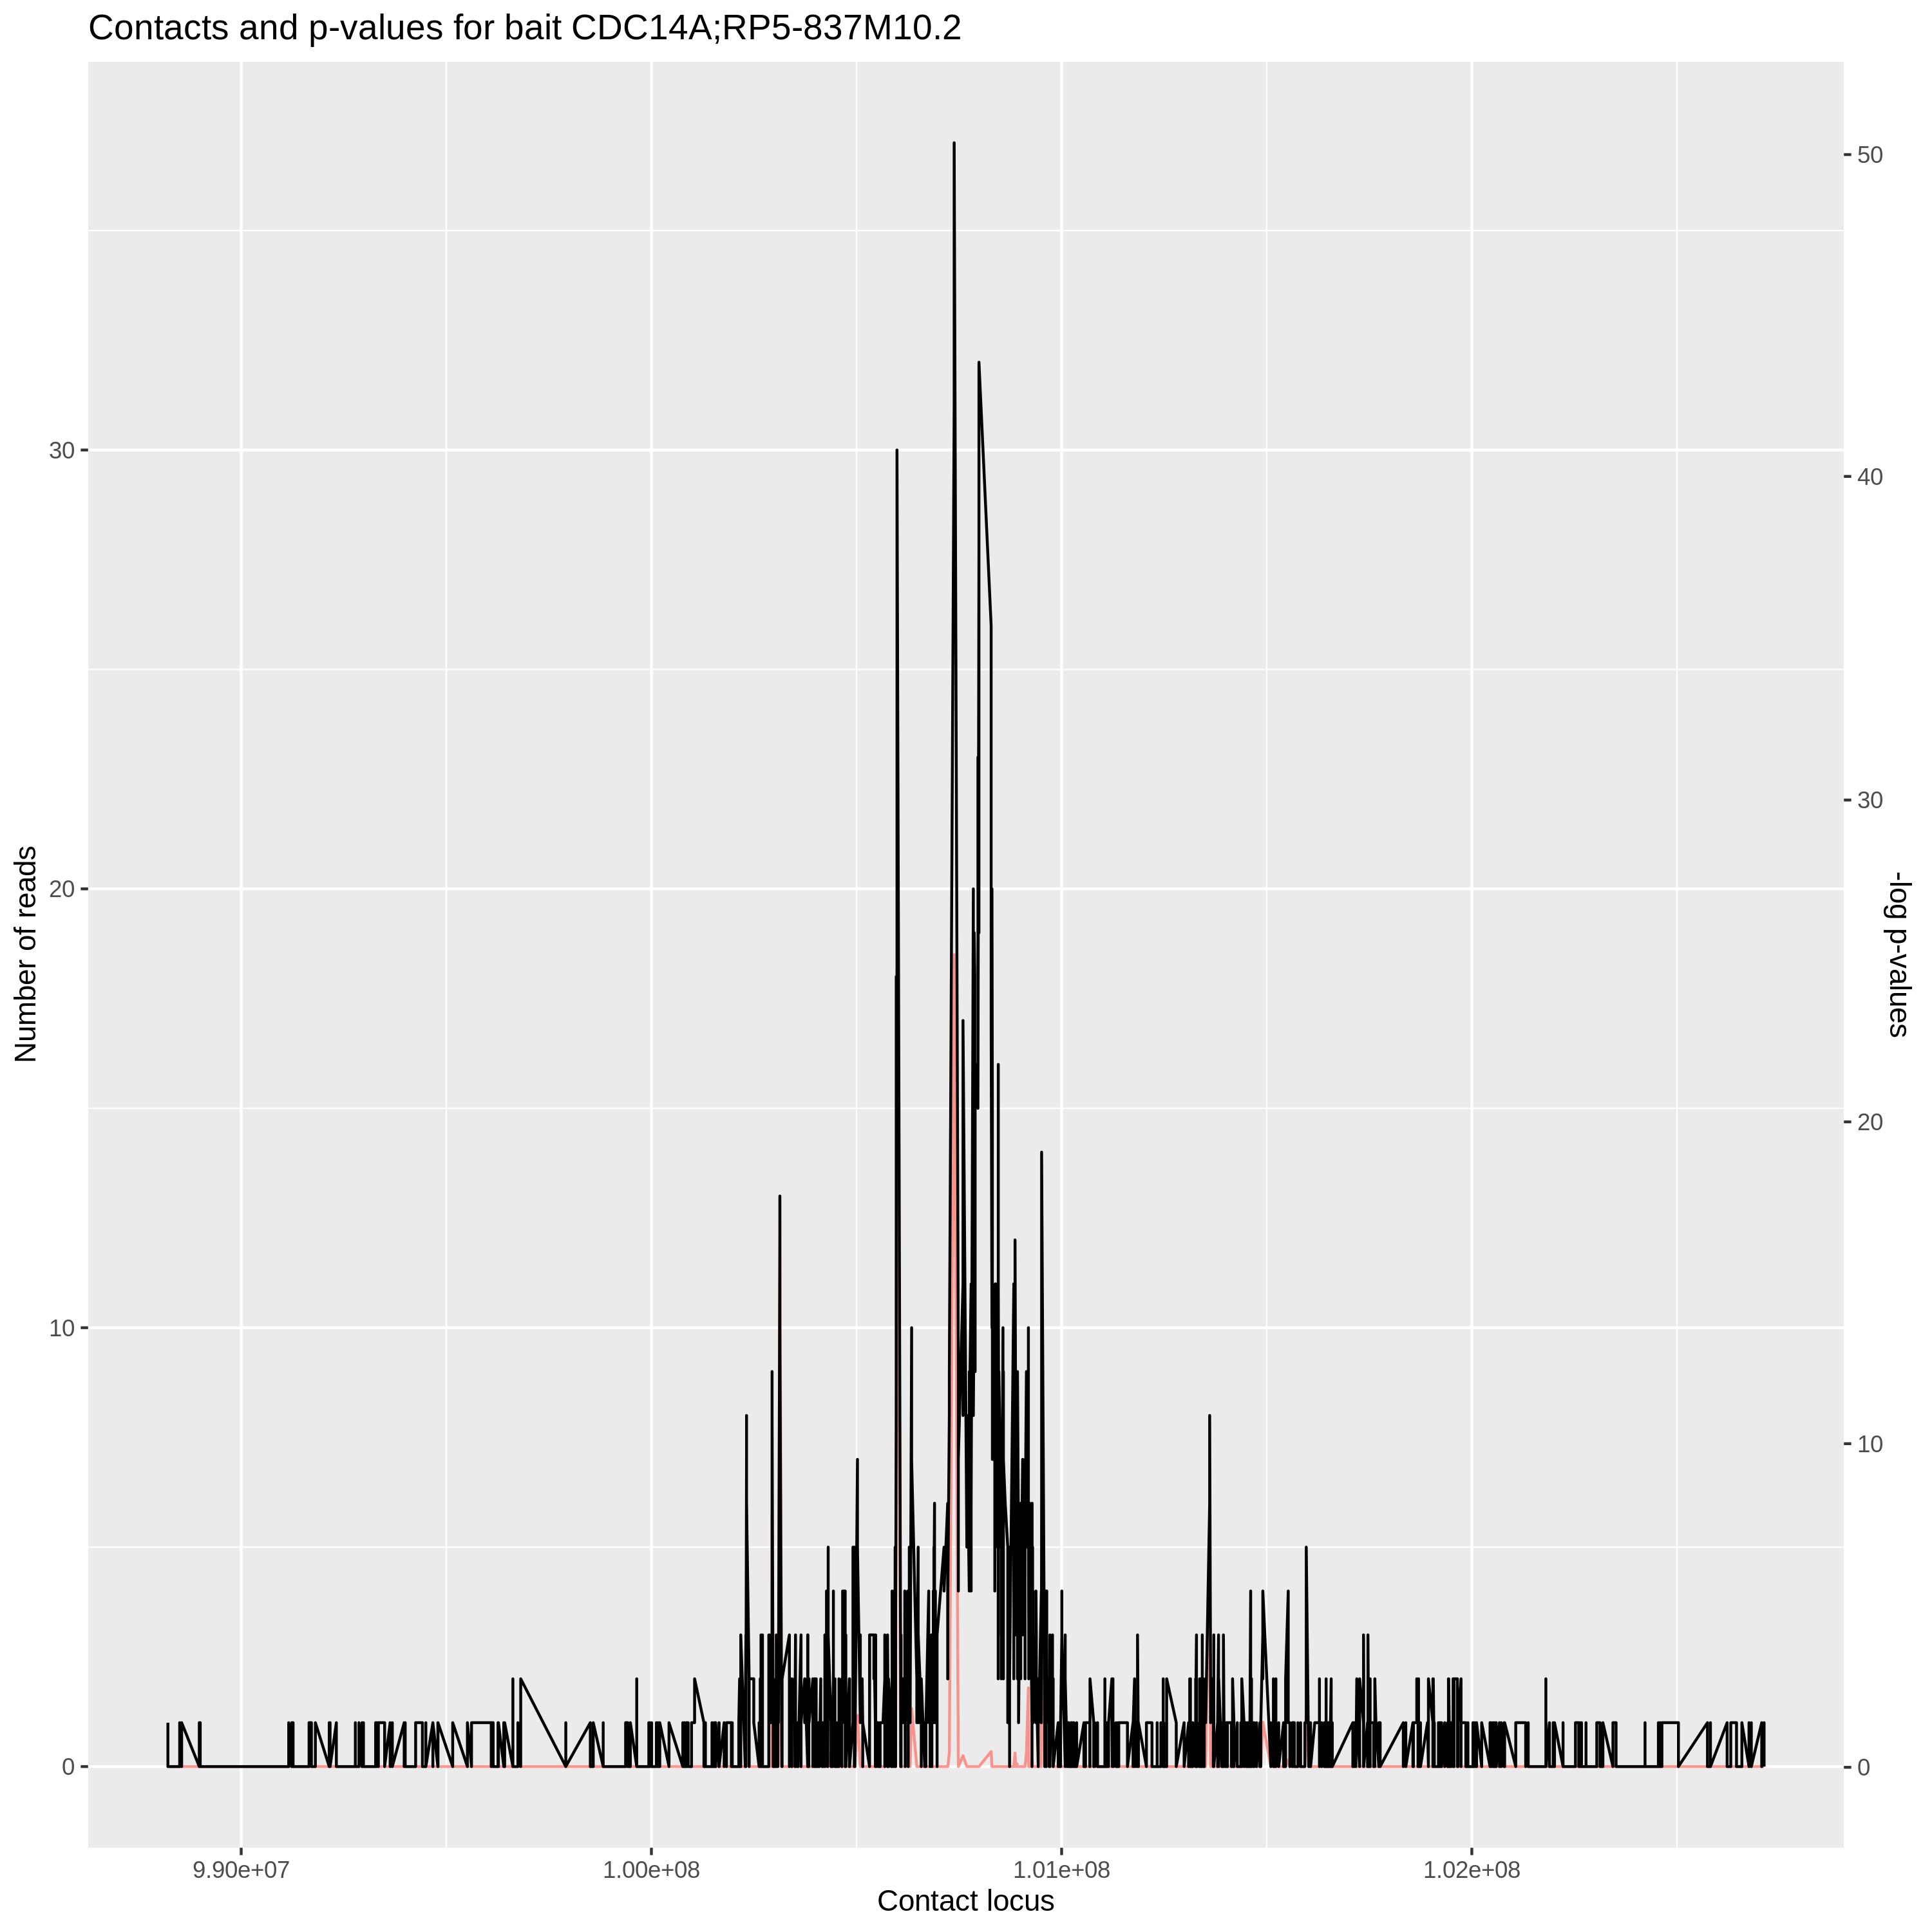 Contacts and p-values for bait CDC14A;RP5-837M10.2
50
30
40
30
20
20
10
10
0
0
Number of reads
-log p-values
9.90e+07
1.00e+08
1.01e+08
1.02e+08
Contact locus